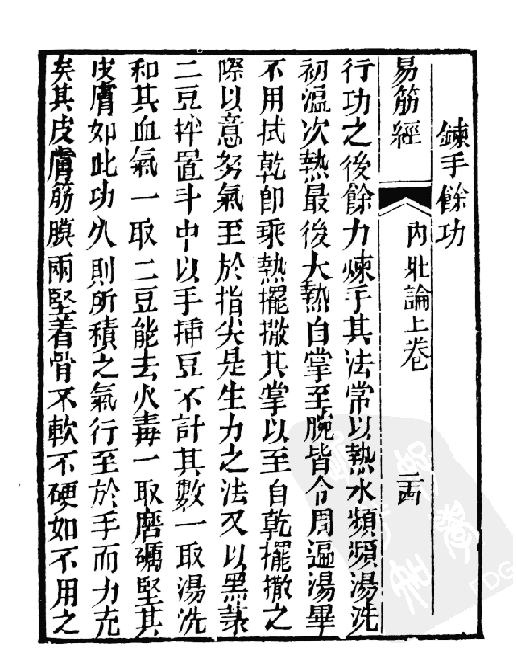 鍊手餘功
易筋經
內壯論上卷
二十四
行功之後餘力煉手其法常以熱水頻頻湯洗
初溫次熱最後大熱自掌至腕皆令周遍湯畢
不用拭乾即乘熱擺撒其掌以至自乾擺撒之
際以意努氣至於指尖是生力之法又以黑菉
二豆拌置斗中以手揷豆不計其數一取湯洗
和其血氣一取二豆能去火毒一取磨礪堅其
皮膚如此功久則所積之氣行至於手而力充
矣其皮膚筋膜兩堅着骨不軟不硬如不用之